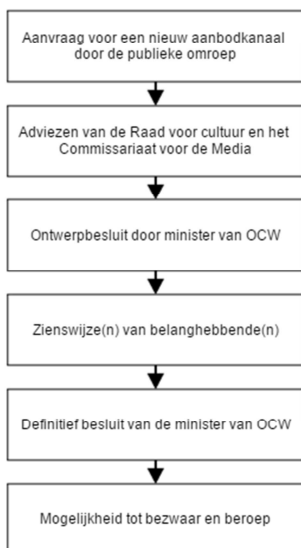 Aanvraag voor een nieuw aanbodkanaal
door de publieke omroep
Adviezen van de Raad voor cultuur en het
Commissariaat voor de Media
Ontwerpbesluit door minister van OCW
Zienswijze(n) van belanghebbende(n)
Definitief besluit van de minister van OCW
Mogelijkheid tot bezwaar en beroep